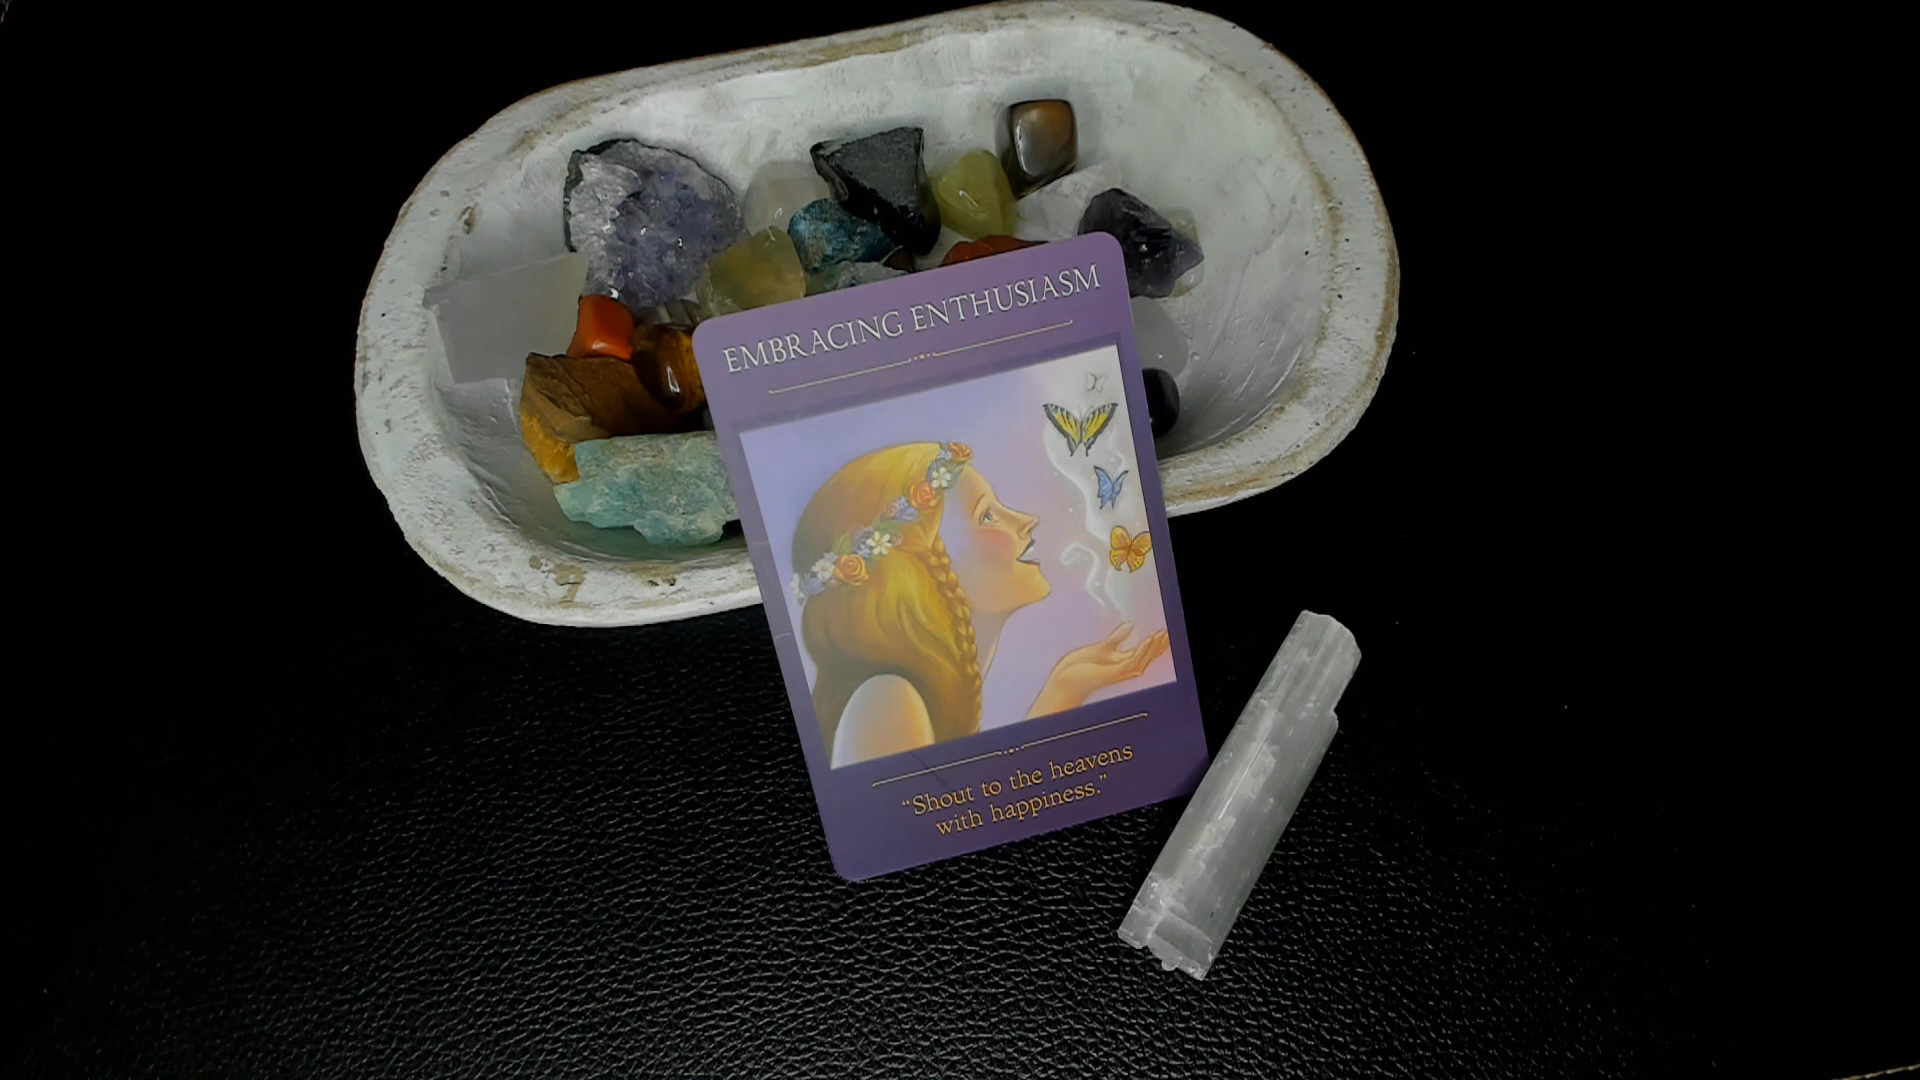 EMBRACING ENTHUSIASM
“Shout to the heavens
with happiness.”